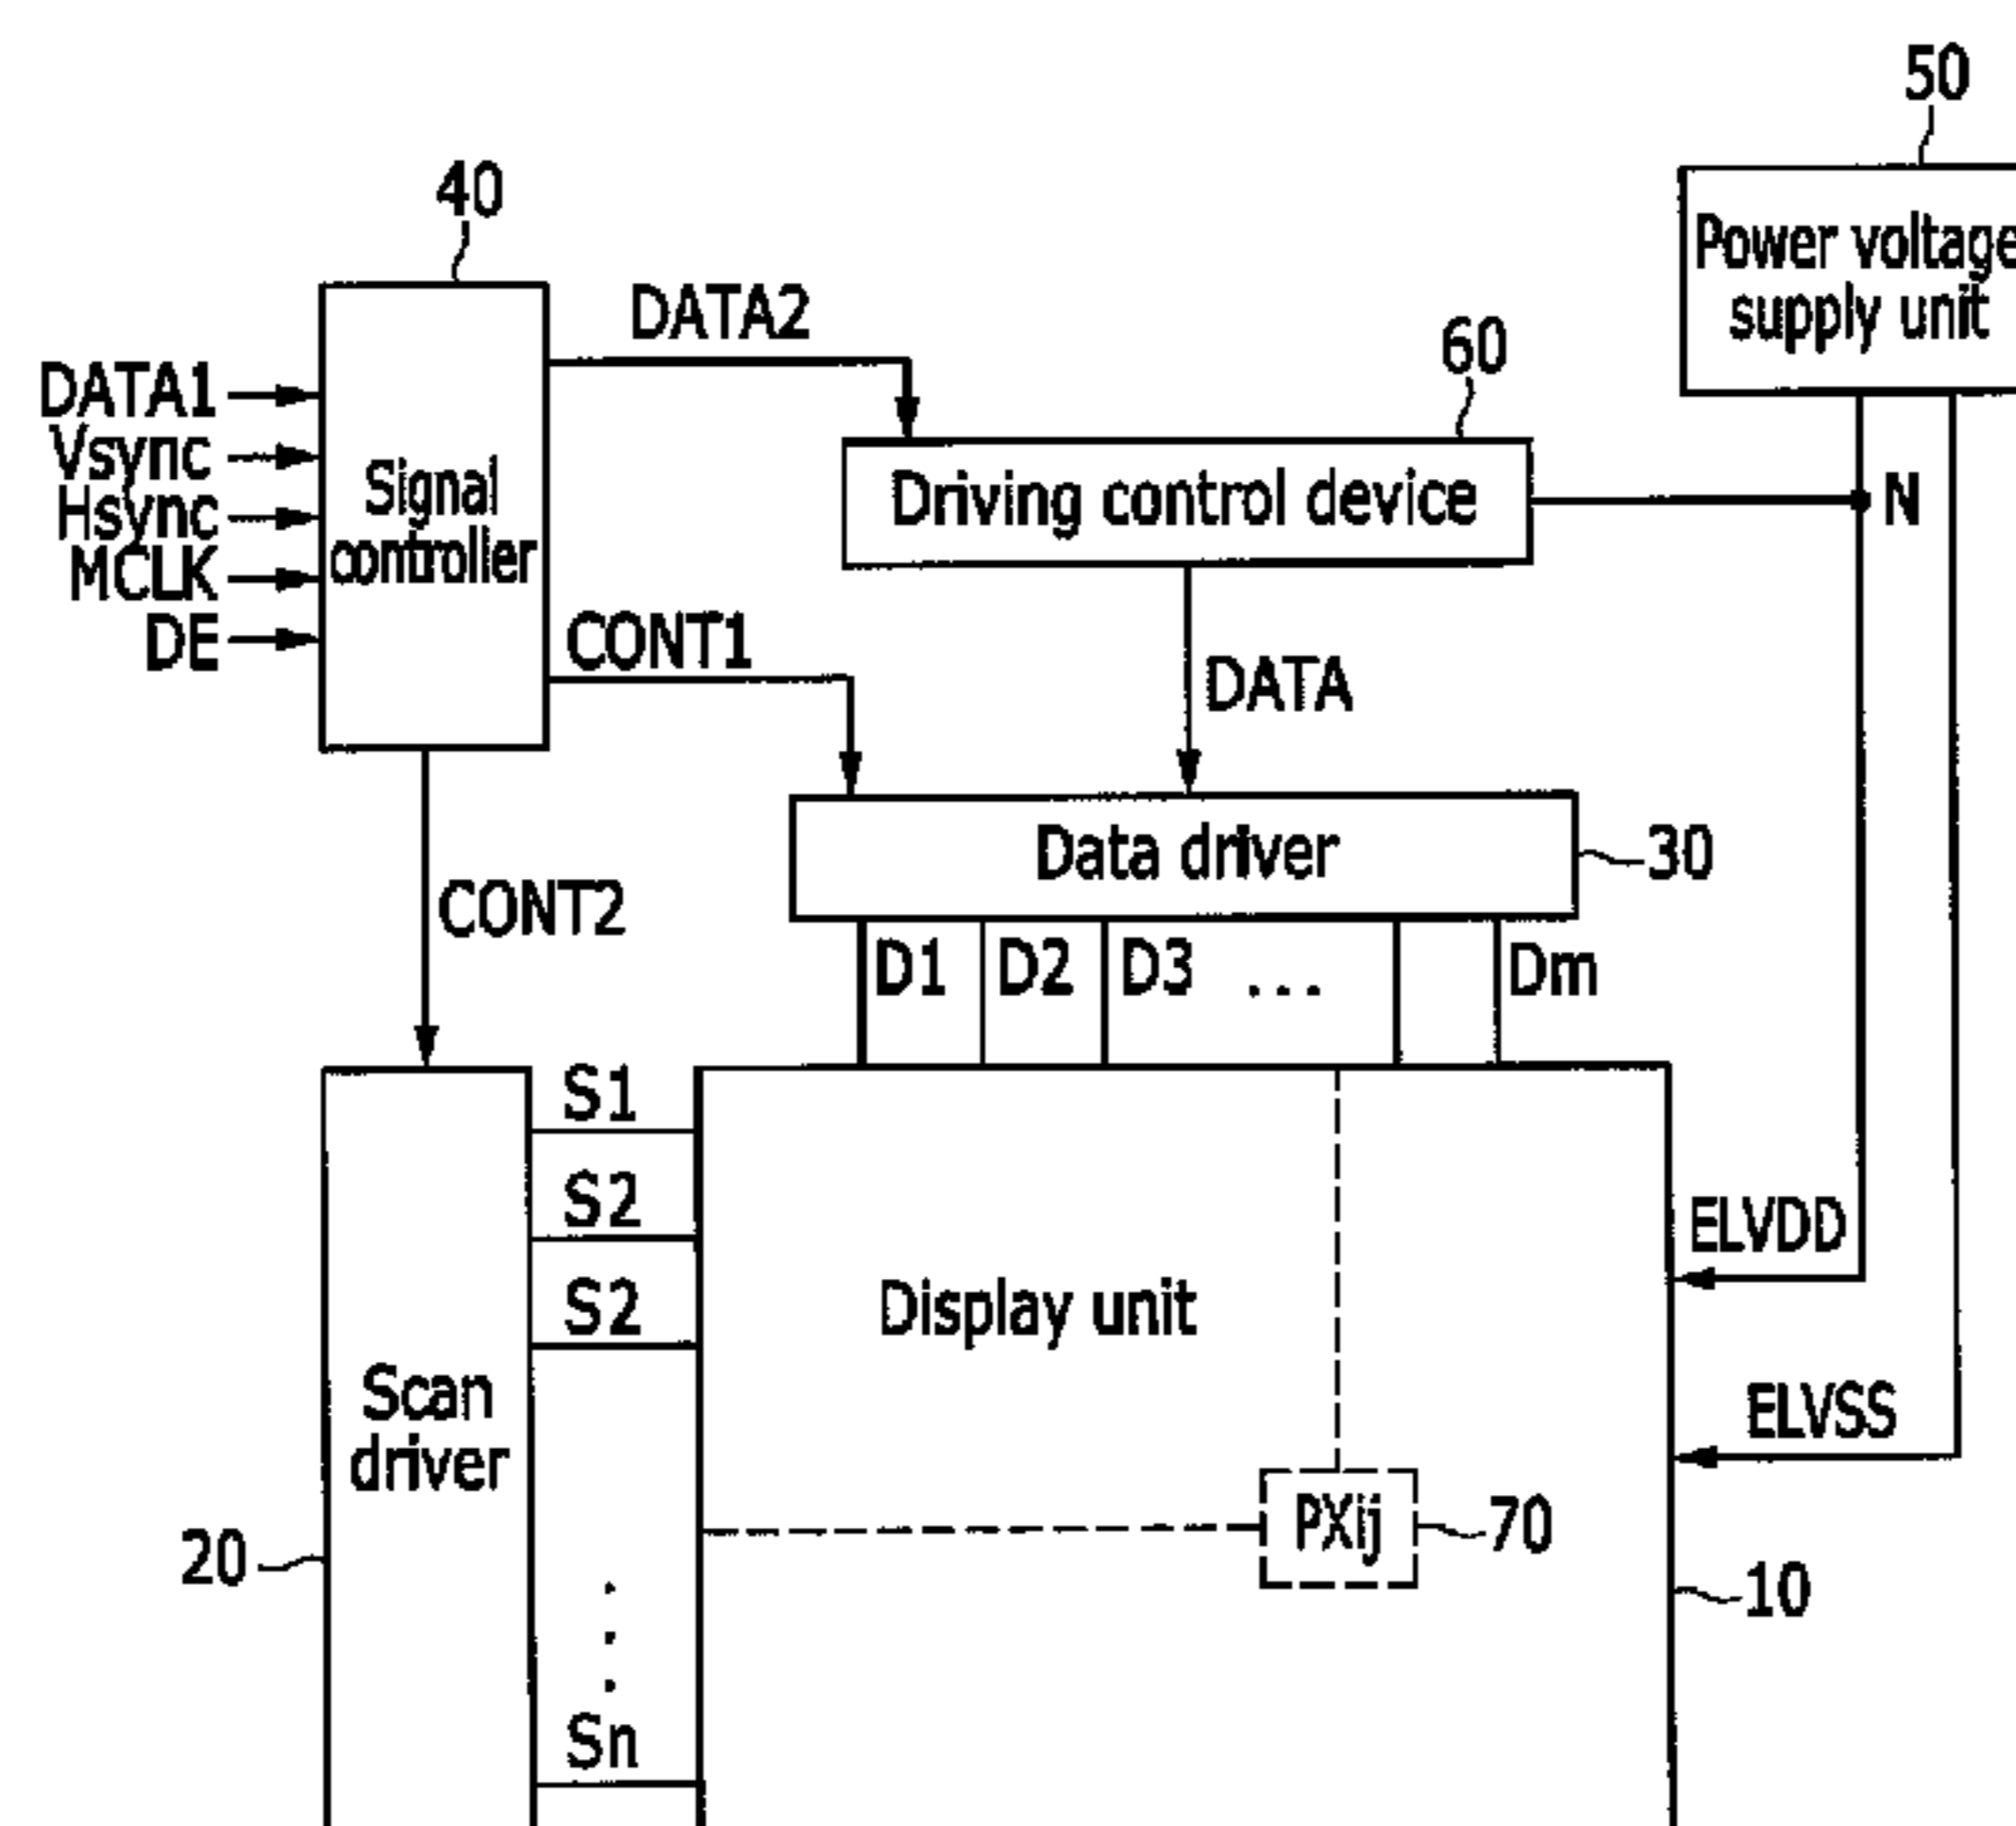 50
40
Power voltage
supply unit
DATA2
60
DATA1
Vsync
Hsync
MCLK
DE
Signal
controller
Driving control device
N
CONT1
DATA
Data driver
30
CONT2
D1 D2 D3 ... Dm
S1
S2
S2
ELVDD
Display unit
Scan
driver
ELVSS
PXij
70
20
10
Sn